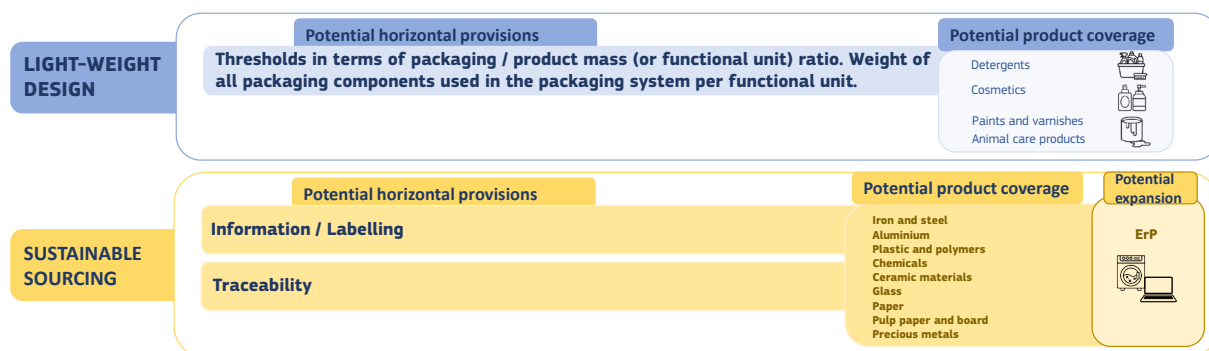 Potential horizontal provisions
Potential product coverage
LIGHT-WEIGHT
DESIGN
Thresholds in terms of packaging / product mass (or functional unit) ratio. Weight of
all packaging components used in the packaging system per functional unit.
Detergents
Cosmetics
Paints and varnishes
Animal care products
Potential horizontal provisions
Potential product coverage
Potential
expansion
SUSTAINABLE
SOURCING
Information / Labelling
Traceability
Iron and steel
Aluminium
Plastic and polymers
Chemicals
Ceramic materials
Glass
Paper
Pulp paper and board
Precious metals
ErP